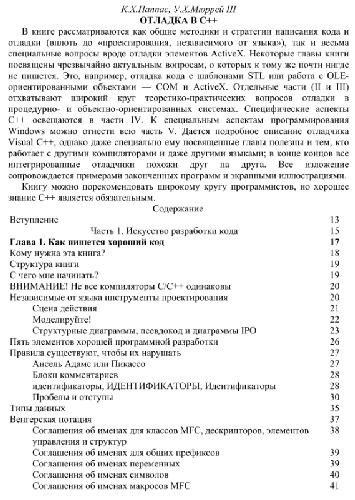 К.Х.Паппас, У.Х.Мюррей III
ОТЛАДКА В С++
В книге рассматриваются как общие методики и стратегии написания кода и
отладки (вплоть до «проектирования, независимого от языка»), так и весьма
специальные вопросы вроде отладки элементов ActiveX. Некоторые главы книги
посвящены чрезвычайно актуальным вопросам, о которых к тому же почти нигде
не пишется. Это, например, отладка кода с шаблонами STL или работа с OLE-
ориентированными объектами — COM и ActiveX. Отдельные части (II и III)
охватывают широкий круг теоретико-практических вопросов отладки в
процедурно- и объектно-ориентированных системах. Специфические аспекты
С++ освещаются в части IV. К специальным аспектам программирования
Windows можно отнести всю часть V. Дается подробное описание отладчика
Visual C++, однако даже специально ему посвященные главы полезны и тем, кто
работает с другими компиляторами и даже другими языками; в конце концов все
интегрированные отладчики похожи друг на друга. Все изложение
сопровождается примерами законченных программ и экранными иллюстрациями.
Книгу можно порекомендовать широкому кругу программистов, но хорошее
знание С++ является обязательным.
Содержание
Вступление 13
Часть 1. Искусство разработки кода 15
Глава 1. Как пишется хороший код 17
Кому нужна эта книга? 18
Структура книги 19
С чего мне начинать? 19
ВНИМАНИЕ! Не все компиляторы С/С++ одинаковы 20
Независимые от языка инструменты проектирования 20
Сцена действия 21
Моделируйте! 22
Структурные диаграммы, псевдокод и диаграммы IPO 23
Пять элементов хорошей программной разработки 26
Правила существуют, чтобы их нарушать 27
Ансель Адамс или Пикассо 27
Блоки комментариев 28
идентификаторы, ИДЕНТИФИКАТОРЫ, Идентификаторы 28
Пробелы и отступы 30
Типы данных 35
Венгерская нотация 37
Соглашения об именах для классов MFC, дескрипторов, элементов 38
управления и структур
Соглашения об именах для общих префиксов 39
Соглашения об именах переменных 39
Соглашения об именах символов 40
Соглашения об именах макросов MFC 41